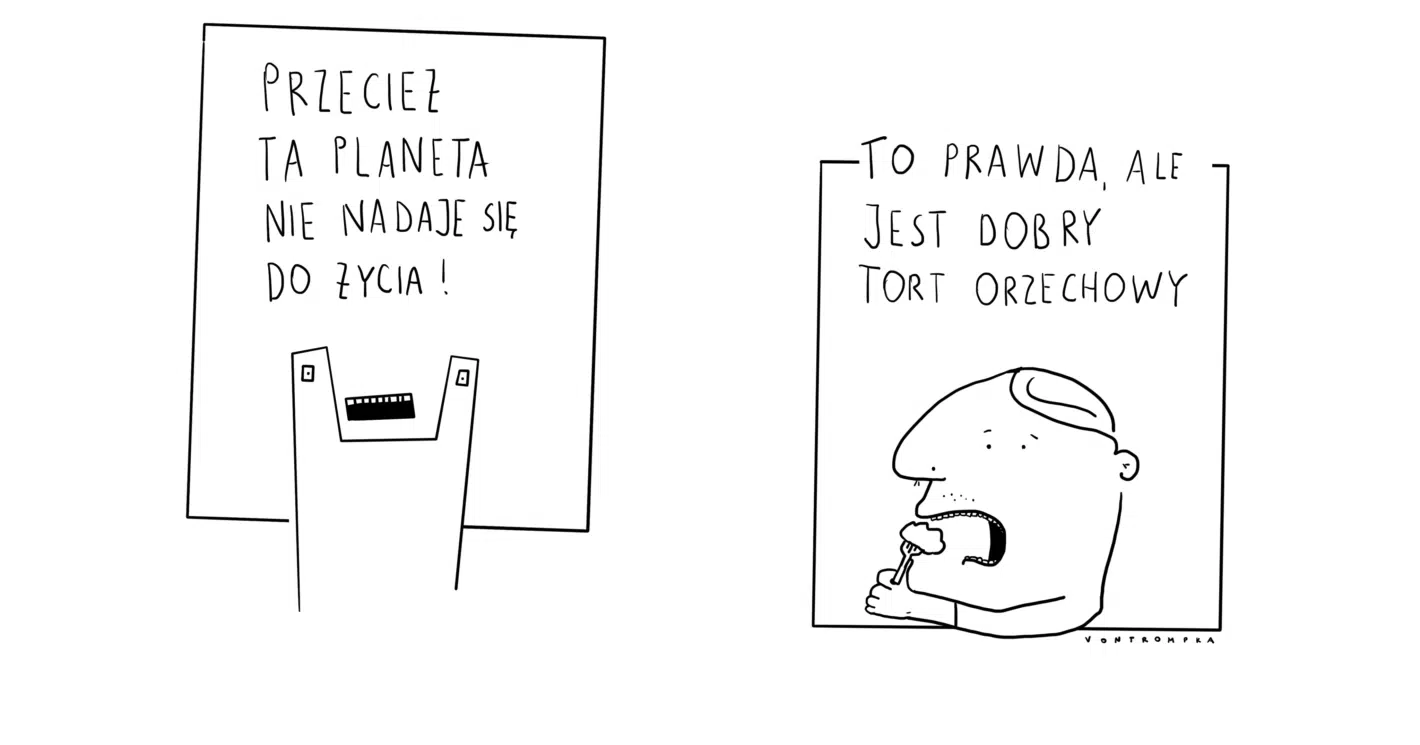 PRZECIEŻ
TA PLANETA
NIE NADAJE SIĘ
DO ŻYCIA!
TO PRAWDA, ALE
JEST DOBRY
TORT ORZECHOWY
VONTROMPKA